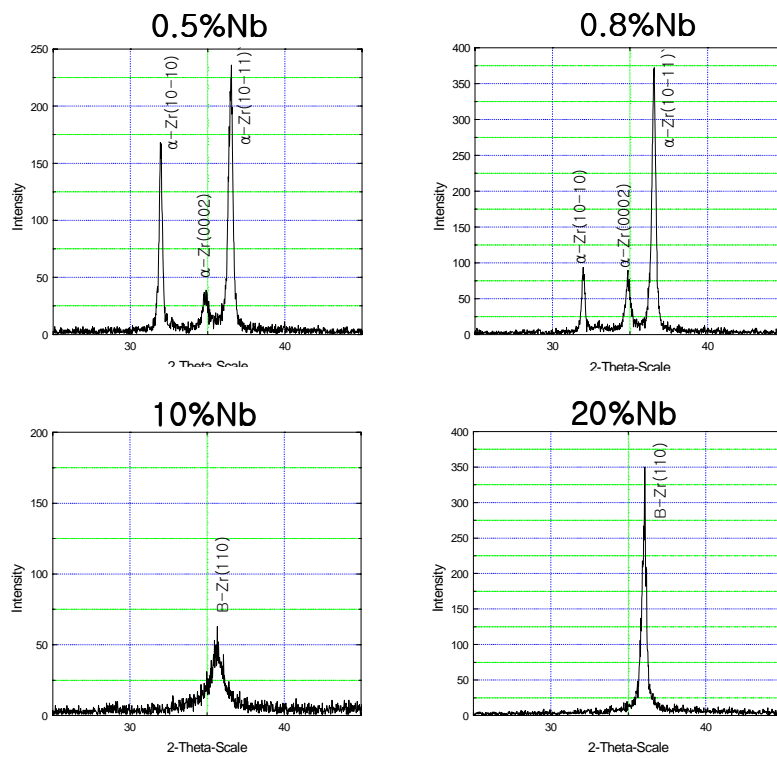 0.5%Nb
250
200
150
100
50
0
Intensity
α-Zr(10-10)
α-Zr(0002)
α-Zr(10-11)`
30
40
2-Theta-Scale
0.8%Nb
400
350
300
250
200
150
100
50
0
Intensity
α-Zr(10-10)
α-Zr(0002)
α-Zr(10-11)`
30
40
2-Theta-Scale
10%Nb
200
150
100
50
0
Intensity
B-Zr(110)
30
40
2-Theta-Scale
20%Nb
400
350
300
250
200
150
100
50
0
Intensity
B-Zr(110)
30
40
2-Theta-Scale